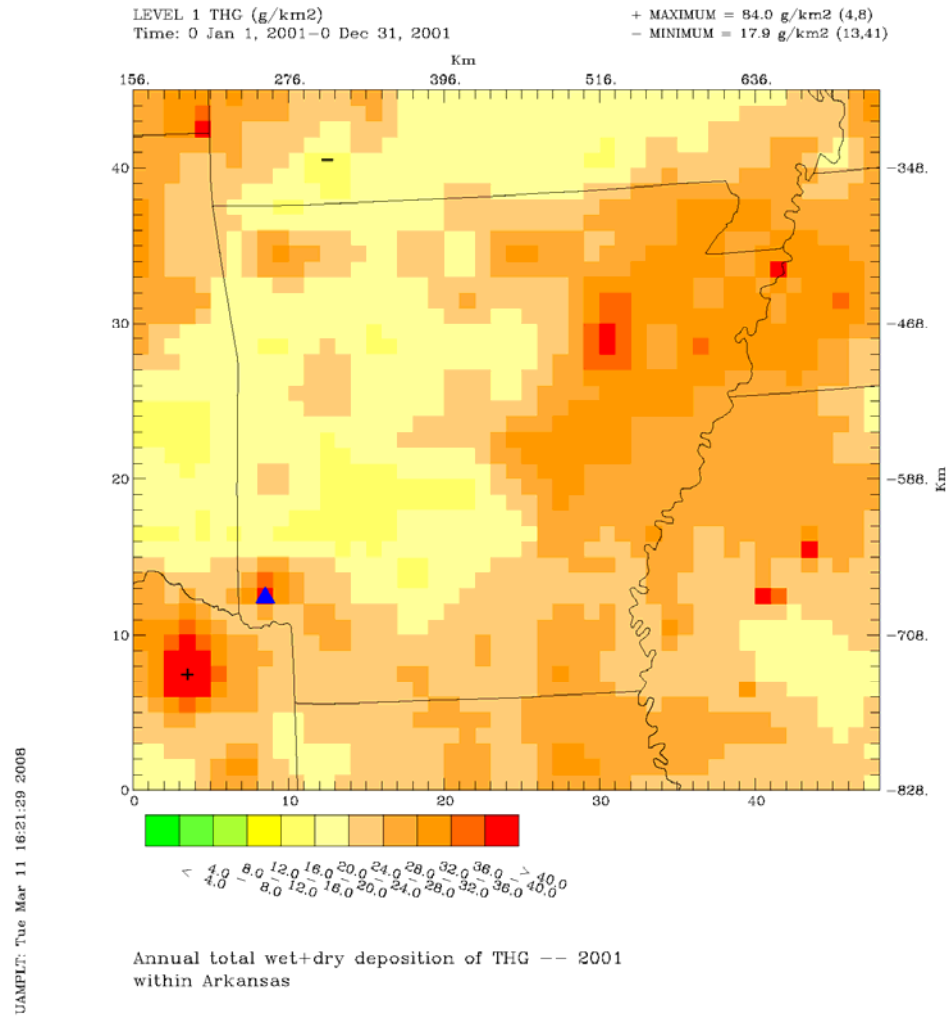 LEVEL 1 THG (g/km2)
Time: 0 Jan 1, 2001-0 Dec 31, 2001
+ MAXIMUM = 84.0 g/km2 (4,8)
- MINIMUM = 17.9 g/km2 (13,41)
Km
156. 276. 396. 516. 636.
40 -348.
30 -468.
20 -588.
Km
10 -708.
0 -828.
0 10 20 30 40
< 4.0
4.0 - 8.0
8.0 - 12.0
12.0 - 16.0
16.0 - 20.0
20.0 - 24.0
24.0 - 28.0
28.0 - 32.0
32.0 - 36.0
36.0 - 40.0
> 40.0
Annual total wet+dry deposition of THG -- 2001
within Arkansas
UAMPLT: Tue Mar 11 16:21:29 2008